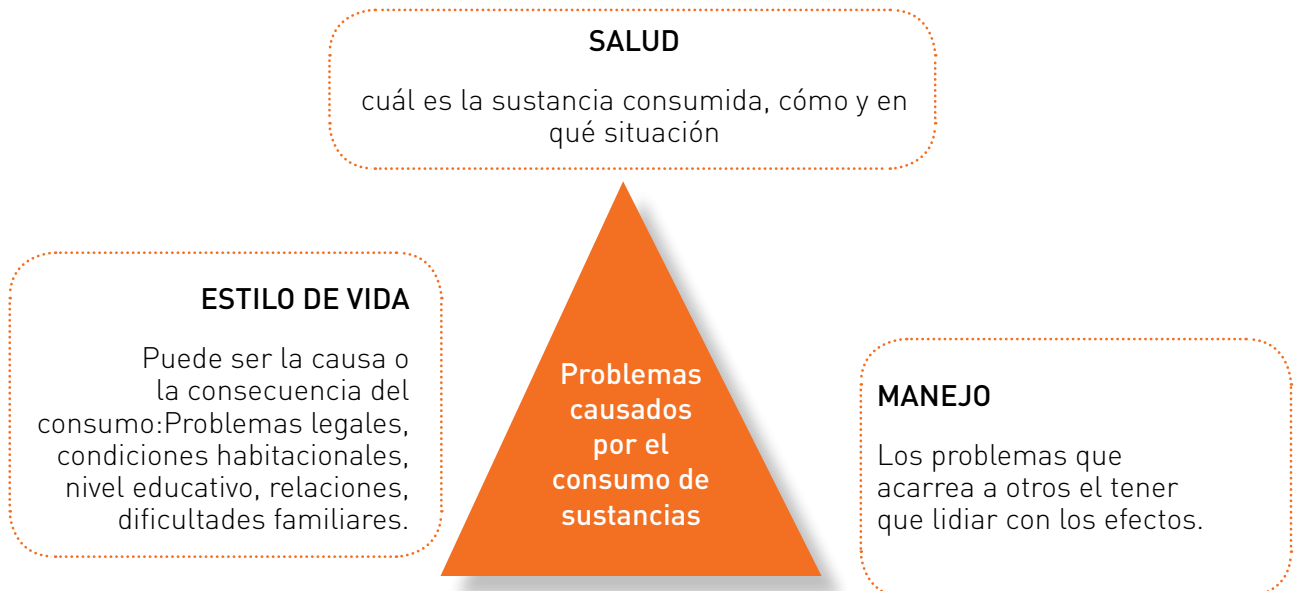 SALUD
cuál es la sustancia consumida, cómo y en
qué situación
ESTILO DE VIDA
Puede ser la causa o
la consecuencia del
consumo:Problemas legales,
condiciones habitacionales,
nivel educativo, relaciones,
dificultades familiares.
Problemas
causados
por el
consumo de
sustancias
MANEJO
Los problemas que
acarrea a otros el tener
que lidiar con los efectos.